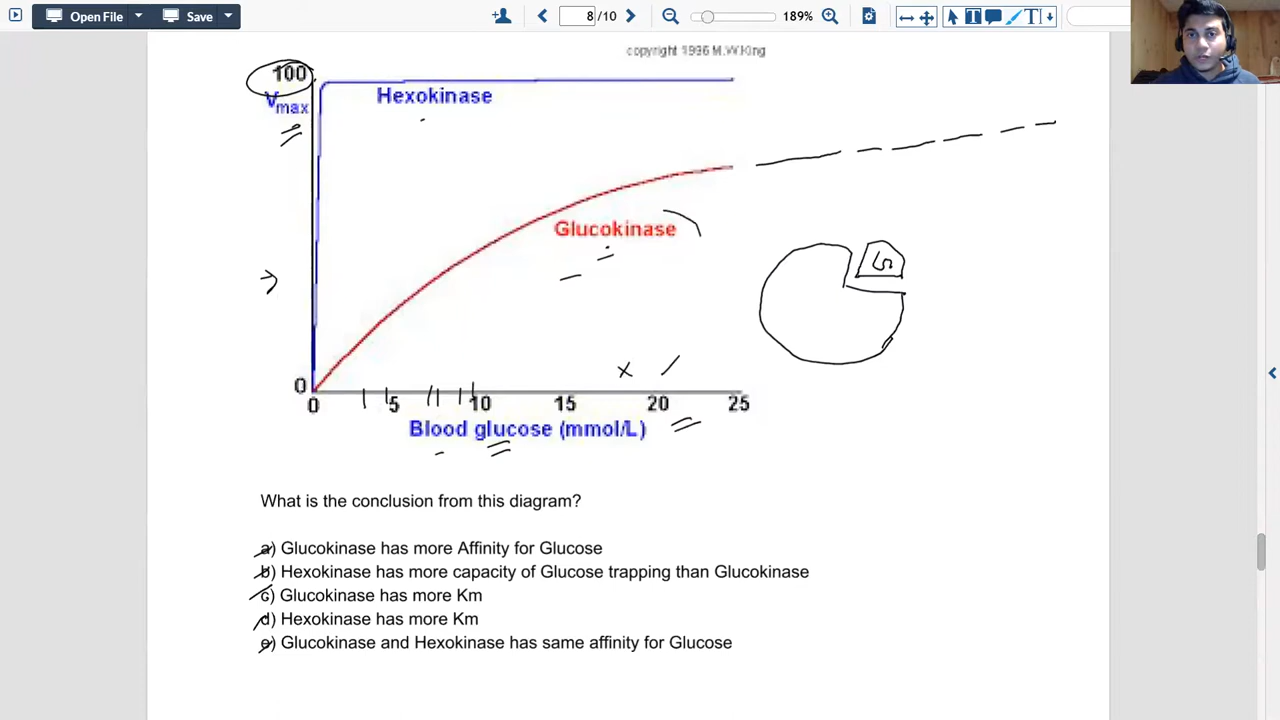 Open File
Save
8 /10
189%
T
T
copyright 1996 M.W.King
100
Vmax
Hexokinase
Glucokinase
G
0
0 5 10 15 20 25
Blood glucose (mmol/L)
What is the conclusion from this diagram?
a) Glucokinase has more Affinity for Glucose
b) Hexokinase has more capacity of Glucose trapping than Glucokinase
c) Glucokinase has more Km
d) Hexokinase has more Km
e) Glucokinase and Hexokinase has same affinity for Glucose